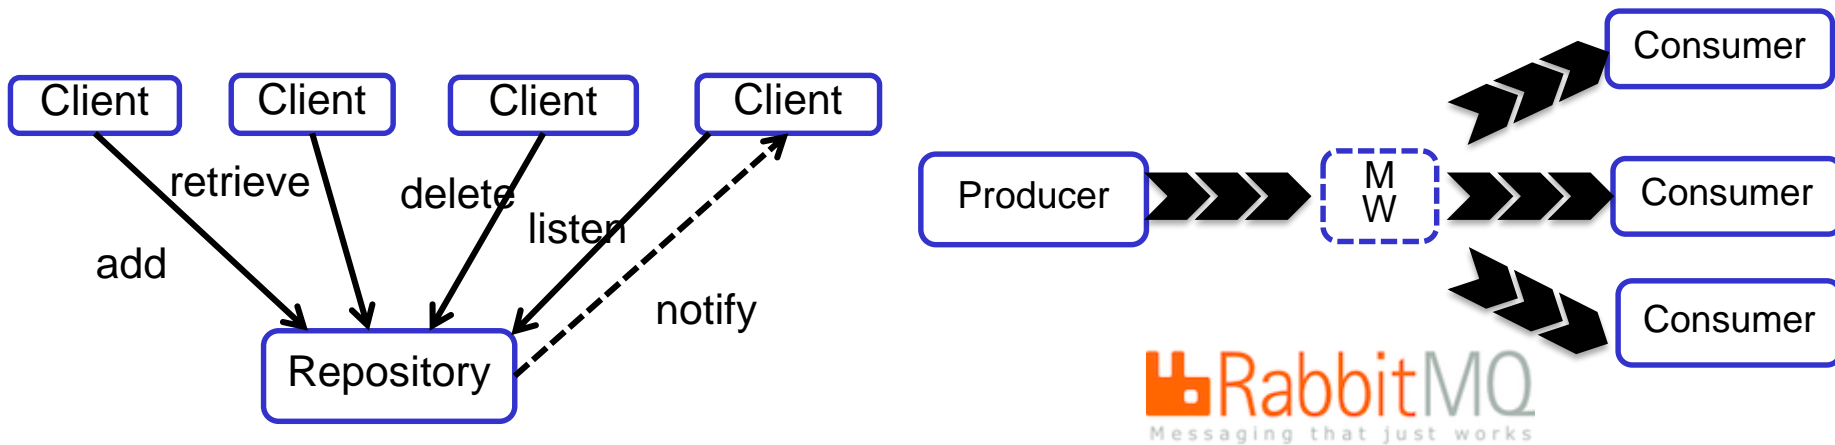 Client
Client
Client
Client
retrieve
delete
listen
add
notify
Repository
Producer
M
W
Consumer
Consumer
Consumer
RabbitMQ
Messaging that just works